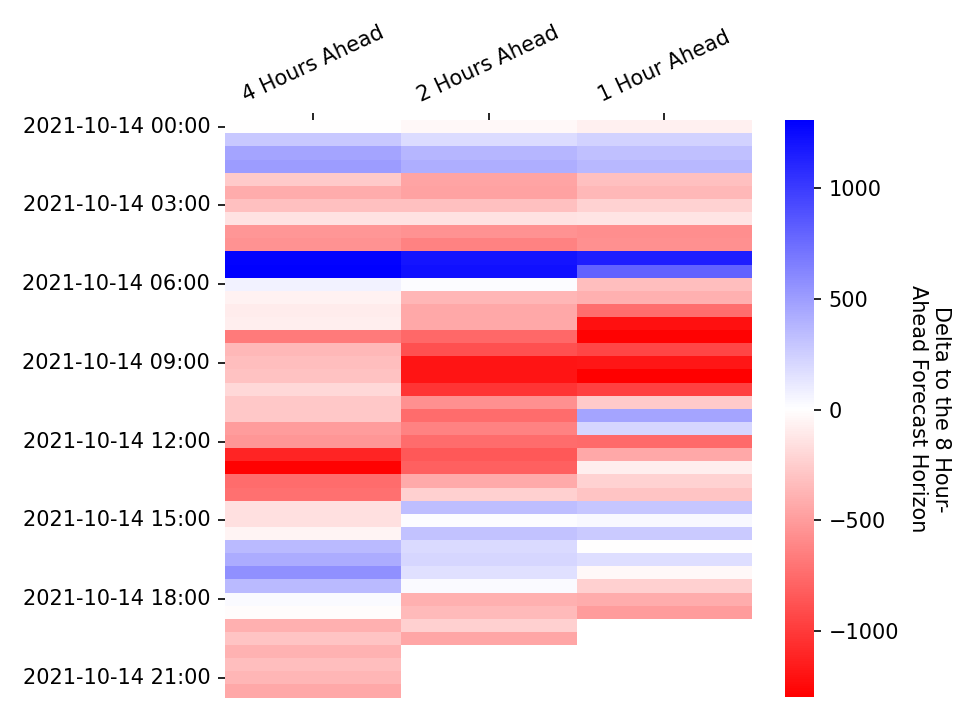 4 Hours Ahead
2 Hours Ahead
1 Hour Ahead
2021-10-14 00:00
2021-10-14 03:00
2021-10-14 06:00
2021-10-14 09:00
2021-10-14 12:00
2021-10-14 15:00
2021-10-14 18:00
2021-10-14 21:00
1000
500
0
−500
−1000
Delta to the 8 Hour-
Ahead Forecast Horizon